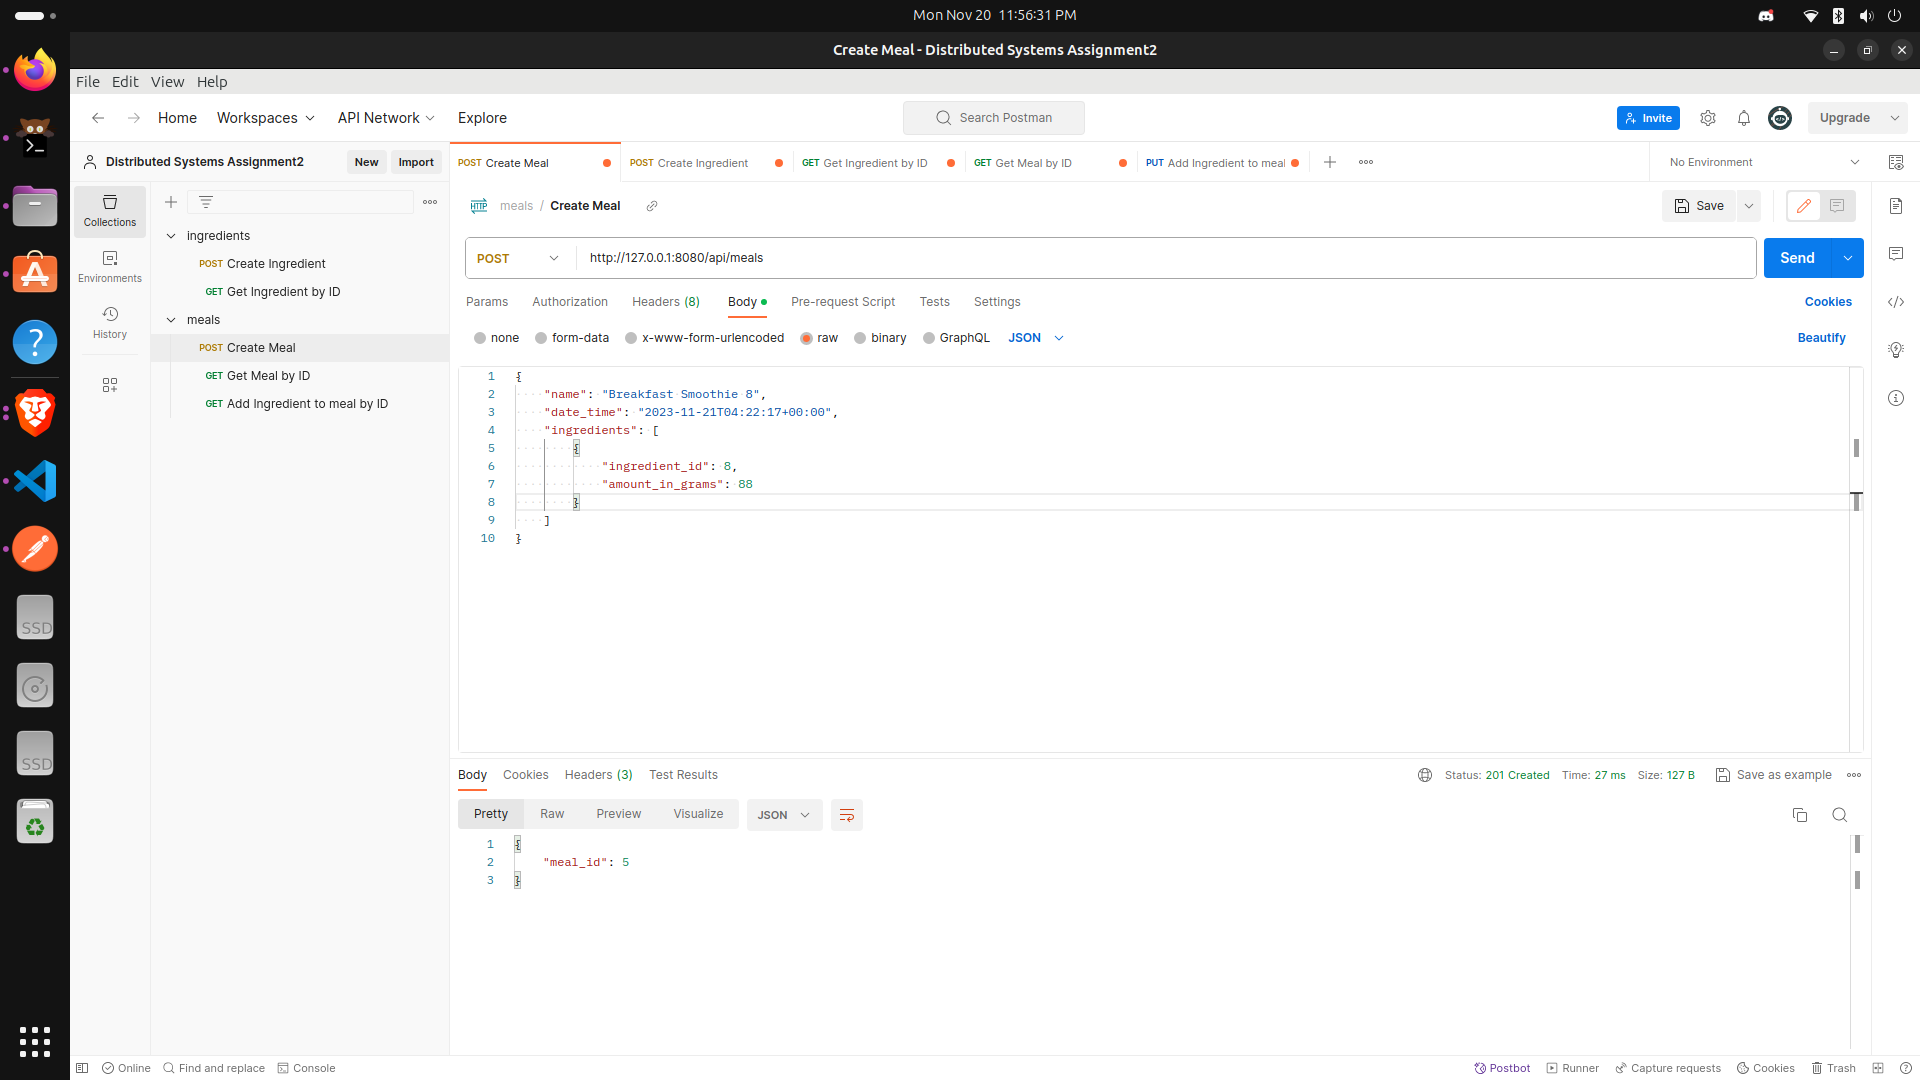 Mon Nov 20 11:56:31 PM
Create Meal - Distributed Systems Assignment2
File Edit View Help
Home Workspaces API Network Explore Search Postman Invite Upgrade
Distributed Systems Assignment2 New Import
POST Create Meal POST Create Ingredient GET Get Ingredient by ID GET Get Meal by ID PUT Add Ingredient to meal No Environment
Collections
Environments
History
ingredients
POST Create Ingredient
GET Get Ingredient by ID
meals
POST Create Meal
GET Get Meal by ID
GET Add Ingredient to meal by ID
HTTP meals / Create Meal Save
POST http://127.0.0.1:8080/api/meals Send
Params Authorization Headers (8) Body Pre-request Script Tests Settings Cookies
none form-data x-www-form-urlencoded raw binary GraphQL JSON Beautify
1 {
2 "name": "Breakfast Smoothie 8",
3 "date_time": "2023-11-21T04:22:17+00:00",
4 "ingredients": [
5 {
6 "ingredient_id": 8,
7 "amount_in_grams": 88
8 }
9 ]
10 }
Body Cookies Headers (3) Test Results Status: 201 Created Time: 27 ms Size: 127 B Save as example
Pretty Raw Preview Visualize JSON
1 {
2 "meal_id": 5
3 }
SSD
SSD
Online Find and replace Console Postbot Runner Capture requests Cookies Trash